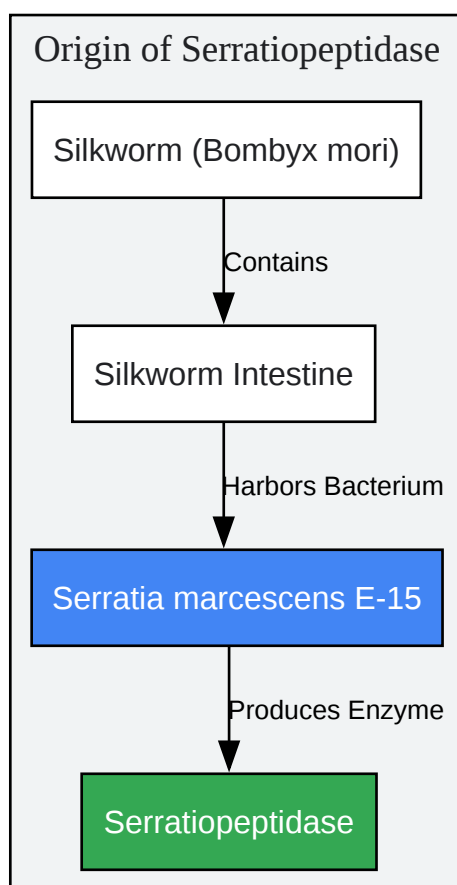 Origin of Serratiopeptidase
Silkworm (Bombyx mori)
Contains
Silkworm Intestine
Harbors Bacterium
Serratia marcescens E-15
Produces Enzyme
Serratiopeptidase